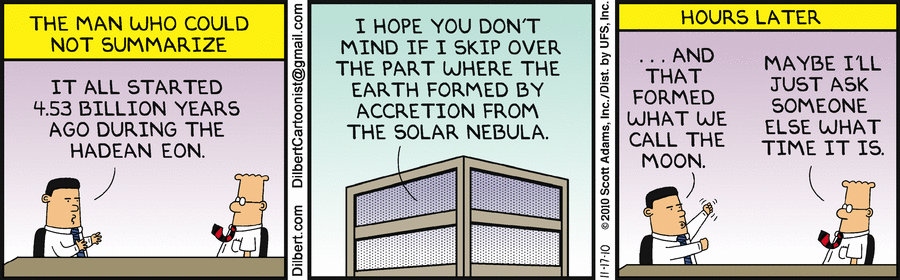 THE MAN WHO COULD
NOT SUMMARIZE
IT ALL STARTED
4.53 BILLION YEARS
AGO DURING THE
HADEAN EON.
Dilbert.com DilbertCartoonist@gmail.com
I HOPE YOU DON'T
MIND IF I SKIP OVER
THE PART WHERE THE
EARTH FORMED BY
ACCRETION FROM
THE SOLAR NEBULA.
11-17-10 © 2010 Scott Adams, Inc./Dist. by UFS, Inc.
HOURS LATER
...AND
THAT
FORMED
WHAT WE
CALL THE
MOON.
MAYBE I'LL
JUST ASK
SOMEONE
ELSE WHAT
TIME IT IS.